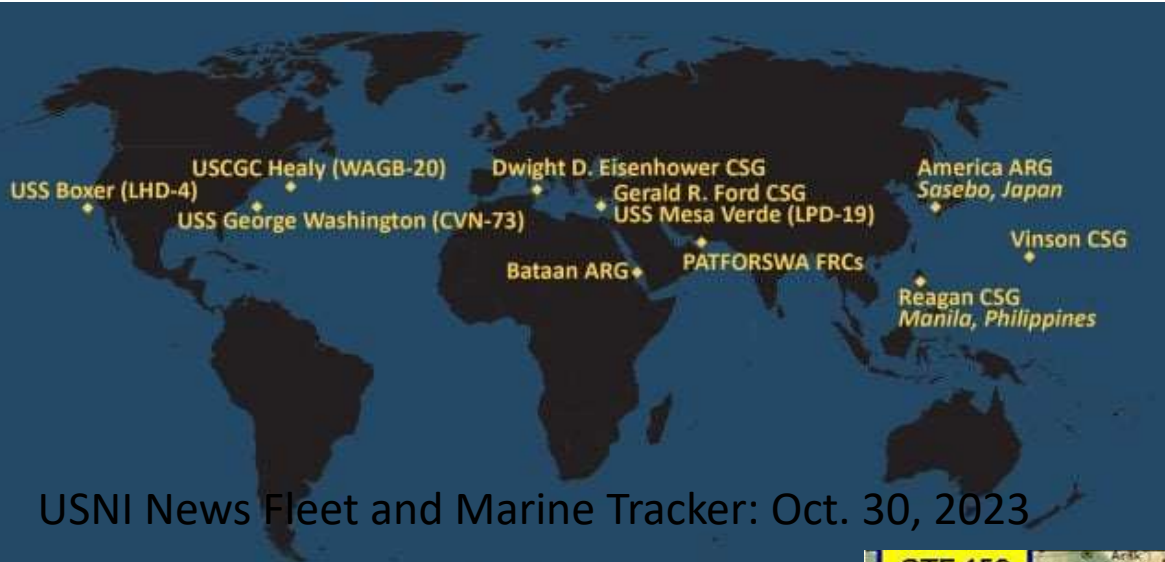 USCGC Healy (WAGB-20)
USS Boxer (LHD-4)
USS George Washington (CVN-73)
Dwight D. Eisenhower CSG
Gerald R. Ford CSG
USS Mesa Verde (LPD-19)
Bataan ARG
PATFORSWA FRCs
America ARG
Sasebo, Japan
Vinson CSG
Reagan CSG
Manila, Philippines
USNI News Fleet and Marine Tracker: Oct. 30, 2023